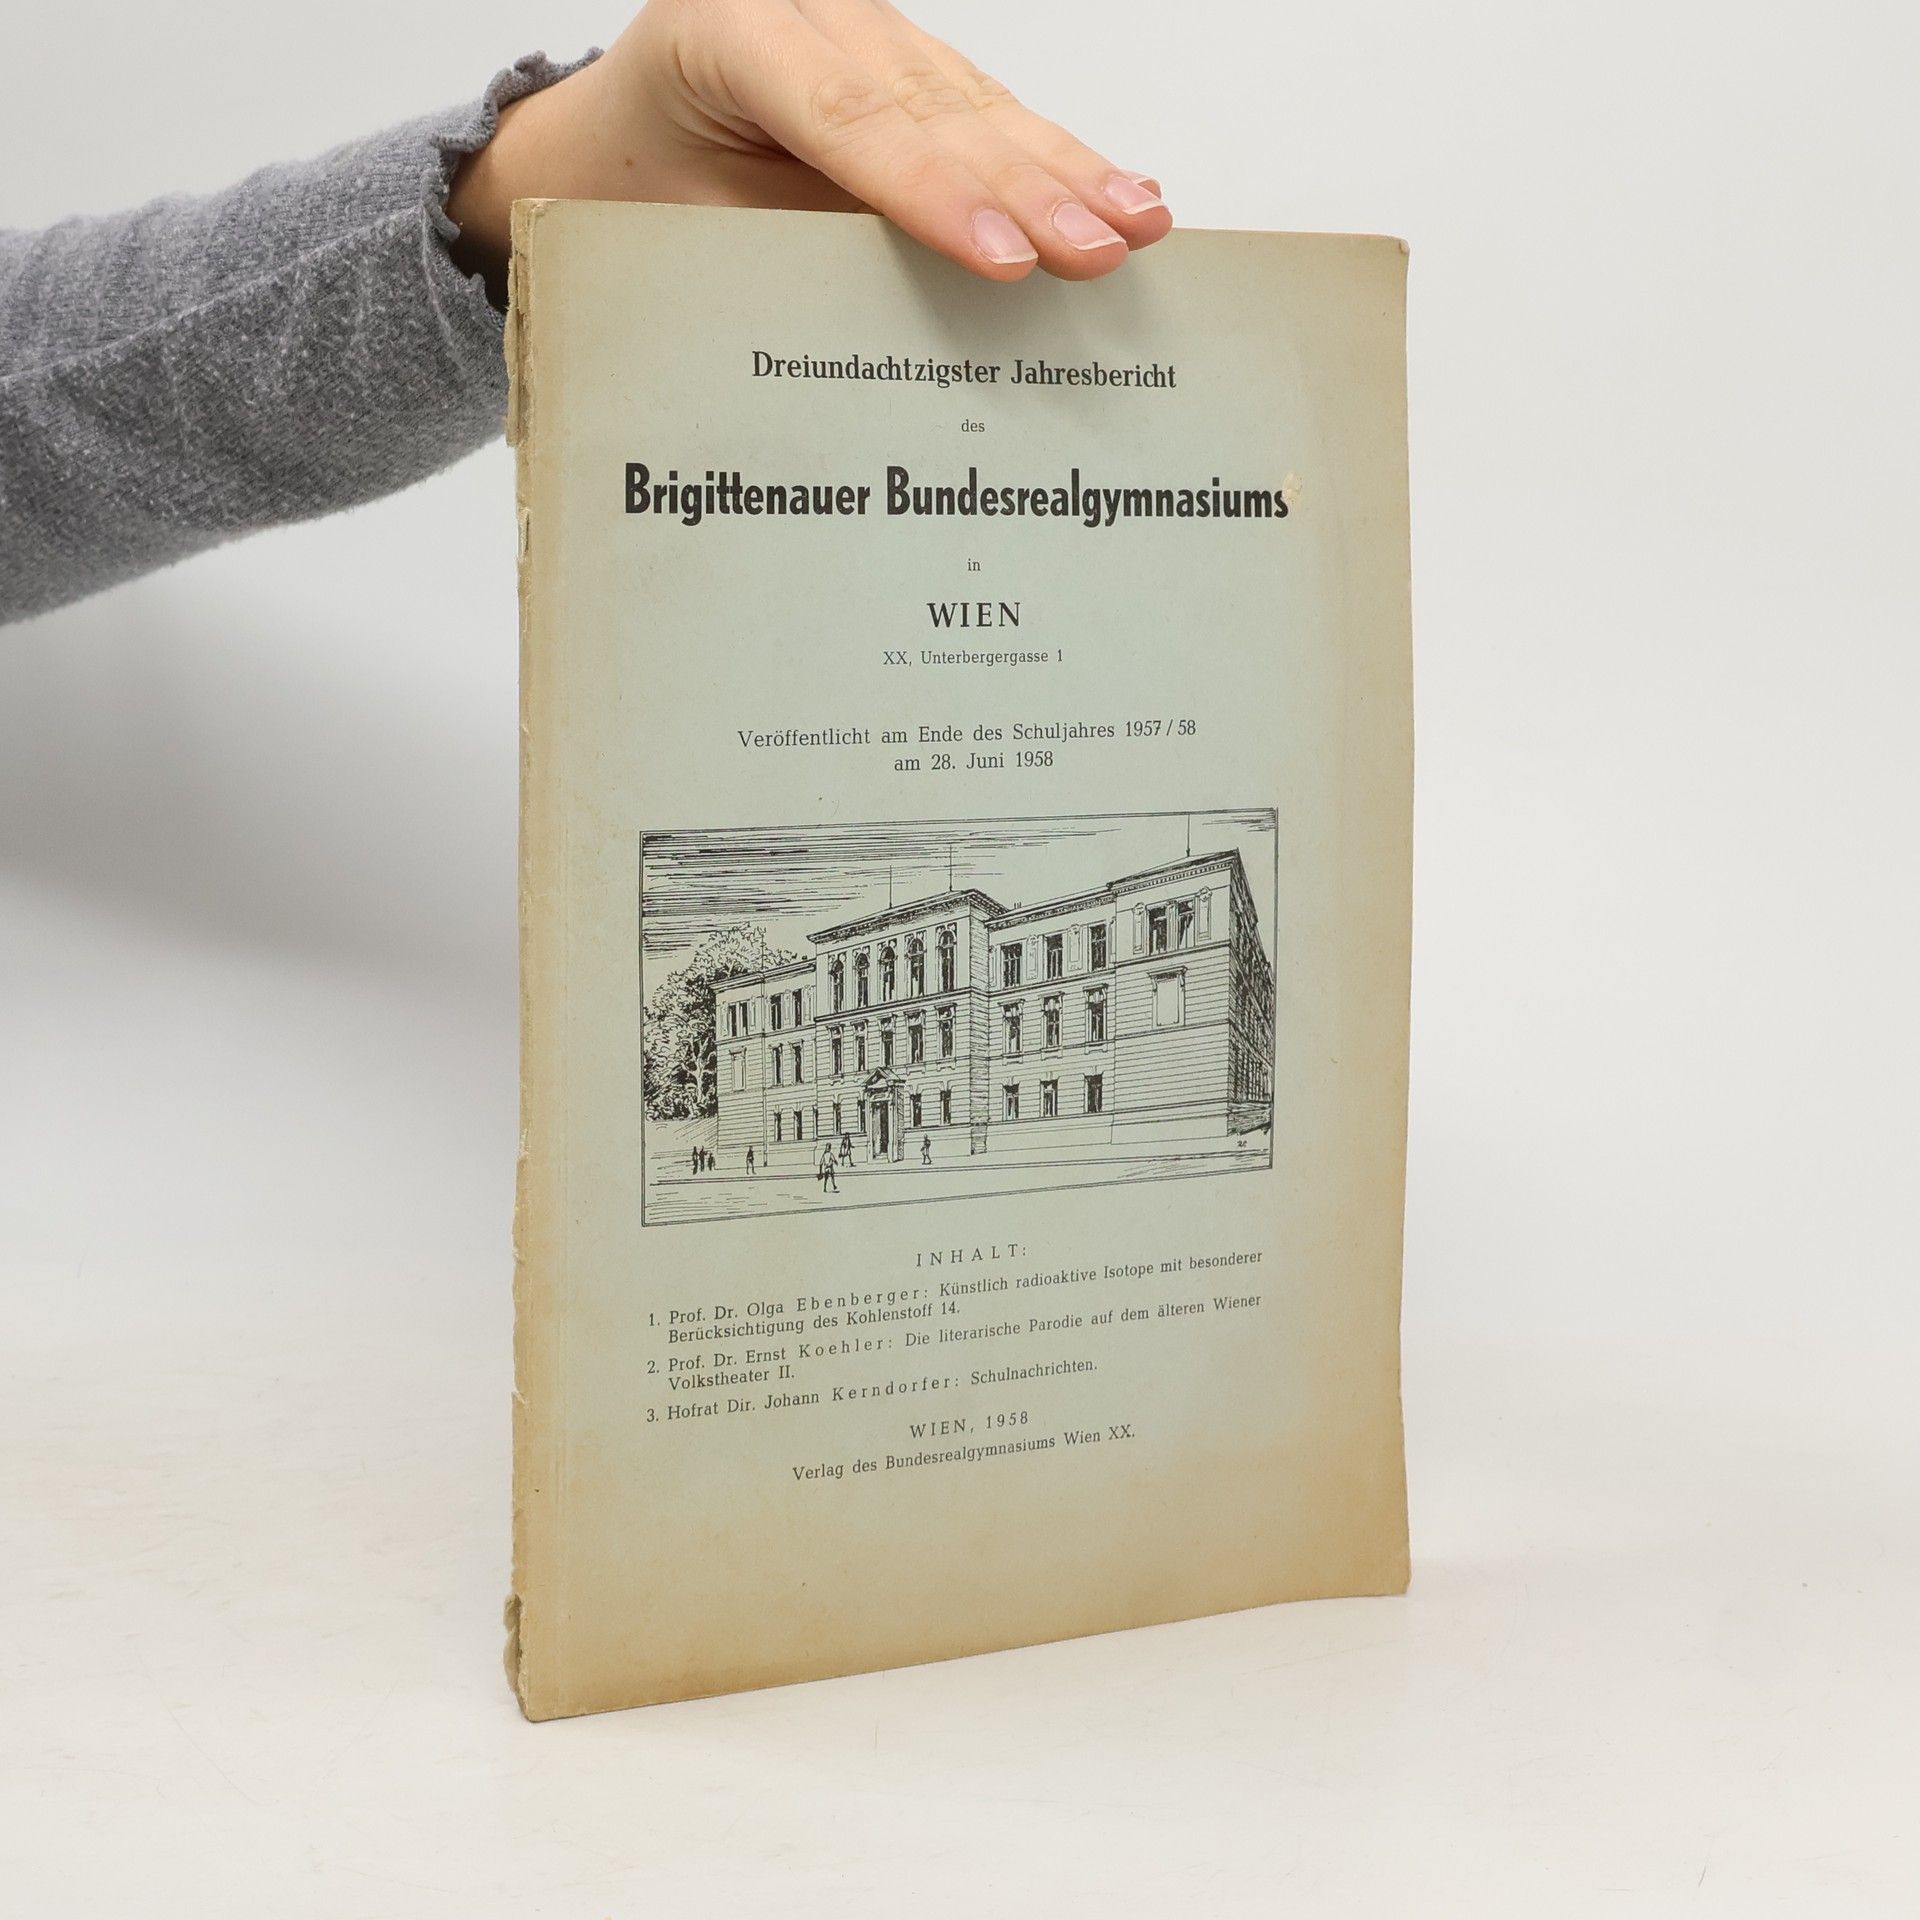 Dreiundachtzigster Jahresbericht
des
Brigittenauer Bundesrealgymnasiums
in
WIEN
XX, Unterbergergasse 1
Veröffentlicht am Ende des Schuljahres 1957/58
am 28. Juni 1958
INHALT:
1. Prof. Dr. Olga Ebenberger: Künstlich radioaktive Isotope mit besonderer
Berücksichtigung des Kohlenstoff 14.
2. Prof. Dr. Ernst Koehler: Die literarische Parodie auf dem älteren Wiener
Volkstheater II.
3. Hofrat Dir. Johann Kerndorfer: Schulnachrichten.
WIEN, 1958
Verlag des Bundesrealgymnasiums Wien XX.